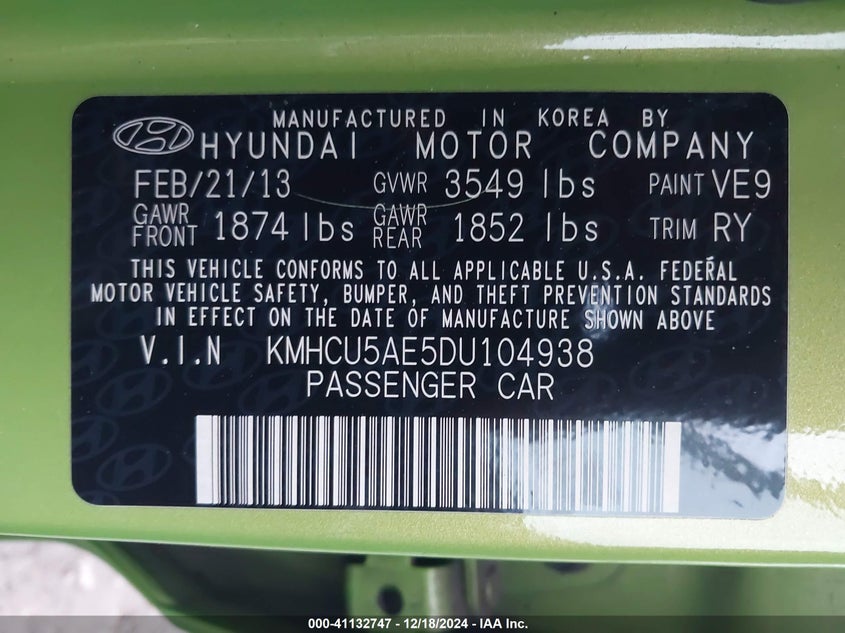 MANUFACTURED IN KOREA BY
HYUNDAI MOTOR COMPANY
FEB/21/13 GVWR 3549 lbs PAINT VE9
GAWR FRONT 1874 lbs GAWR REAR 1852 lbs TRIM RY
THIS VEHICLE CONFORMS TO ALL APPLICABLE U.S.A. FEDERAL
MOTOR VEHICLE SAFETY, BUMPER, AND THEFT PREVENTION STANDARDS
IN EFFECT ON THE DATE OF MANUFACTURE SHOWN ABOVE
V.I.N KMHCU5AE5DU104938
PASSENGER CAR
000-41132747 - 12/18/2024 - IAA Inc.